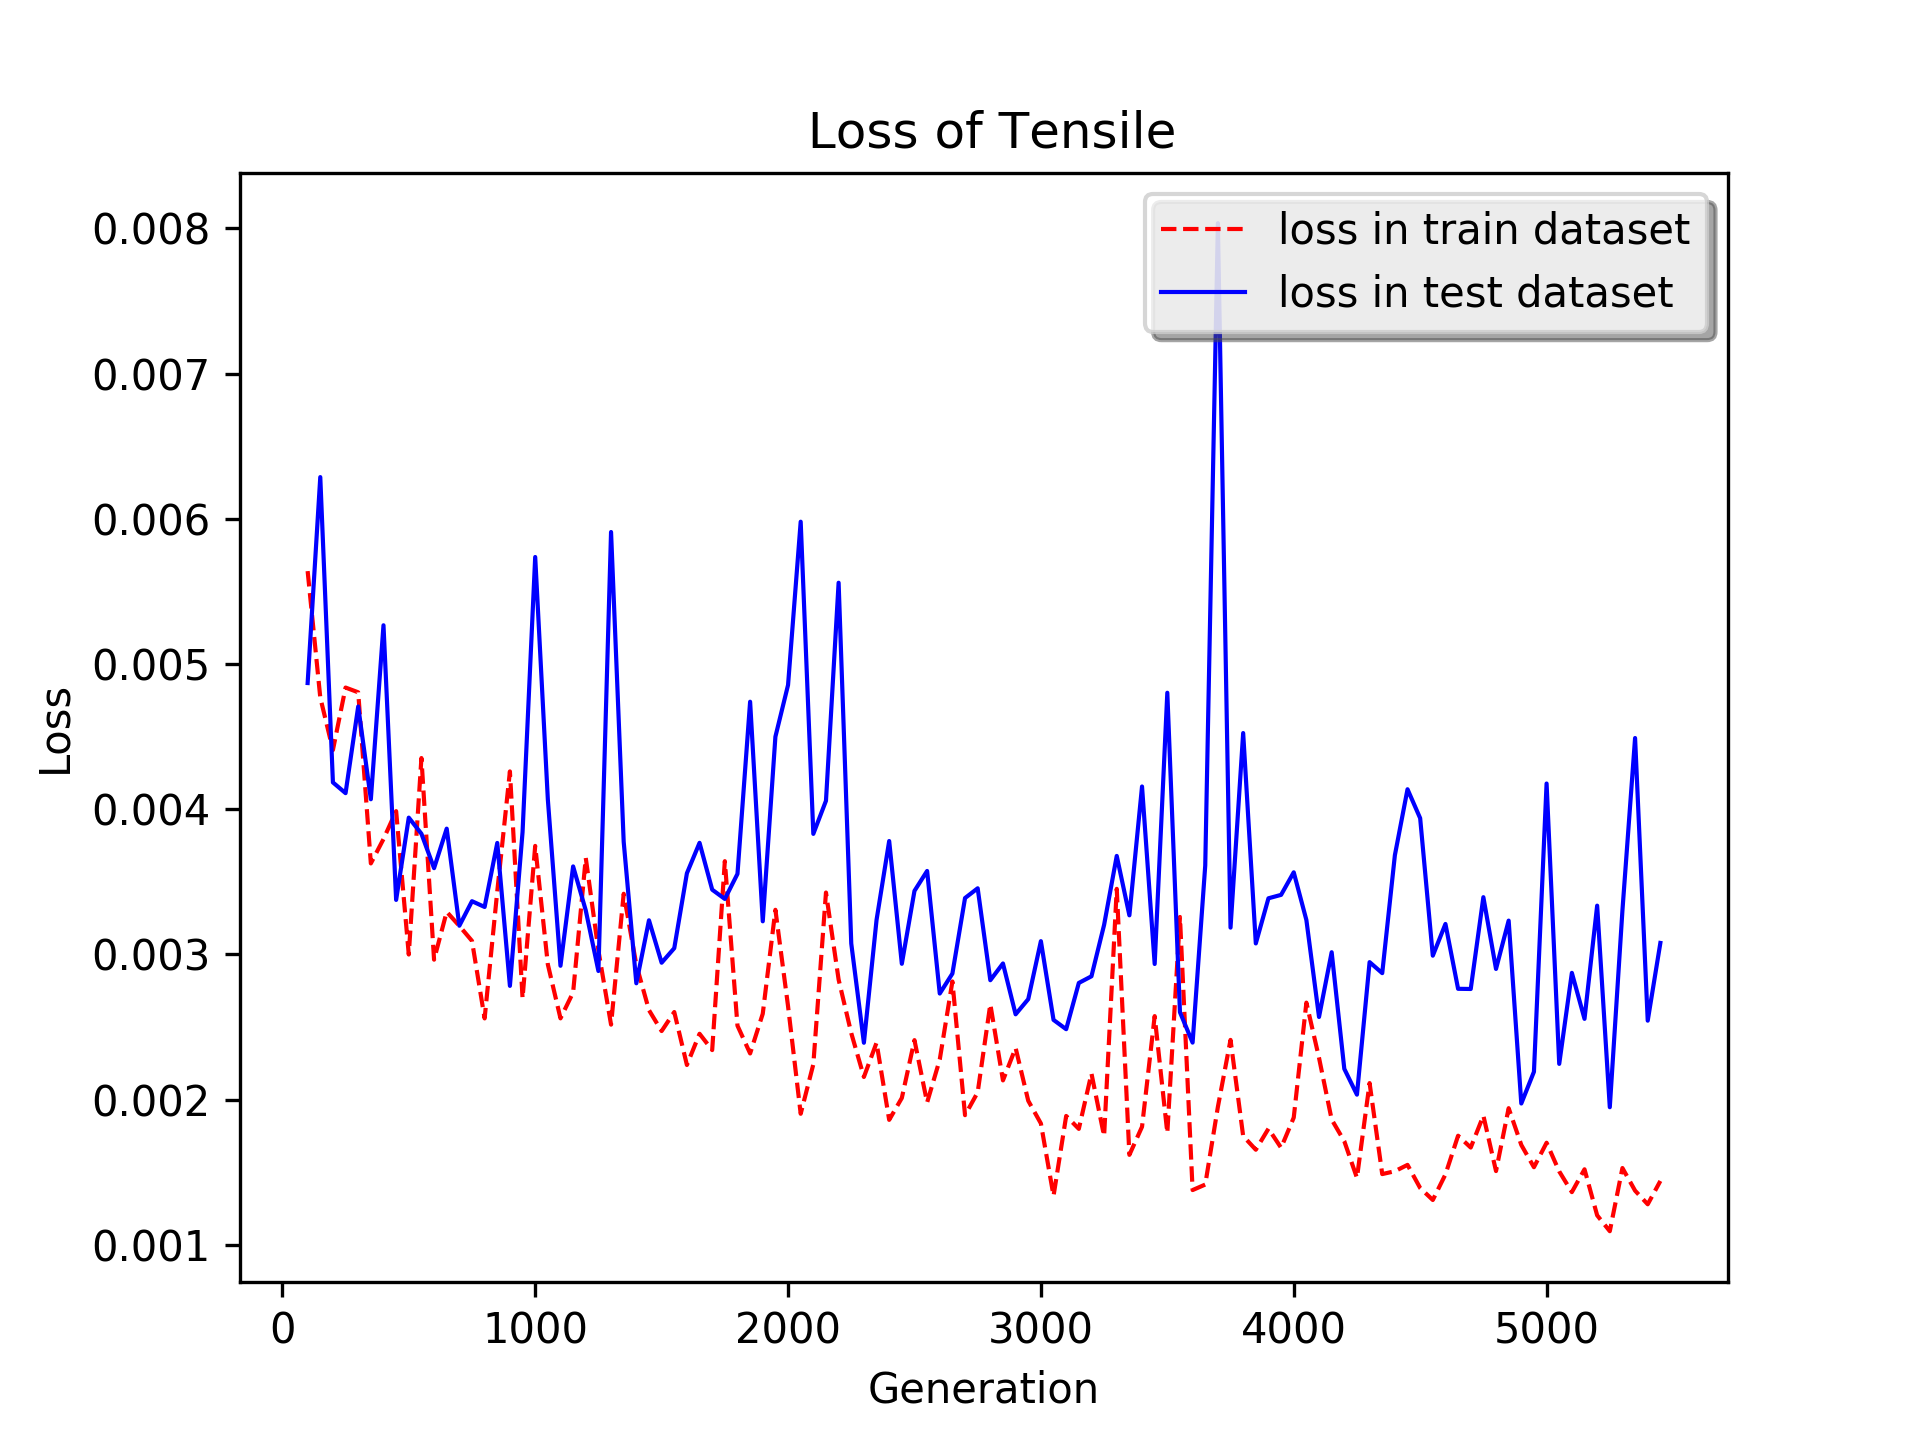 Loss of Tensile
loss in train dataset
loss in test dataset
0.008
0.007
0.006
0.005
0.004
0.003
0.002
0.001
Loss
0 1000 2000 3000 4000 5000
Generation